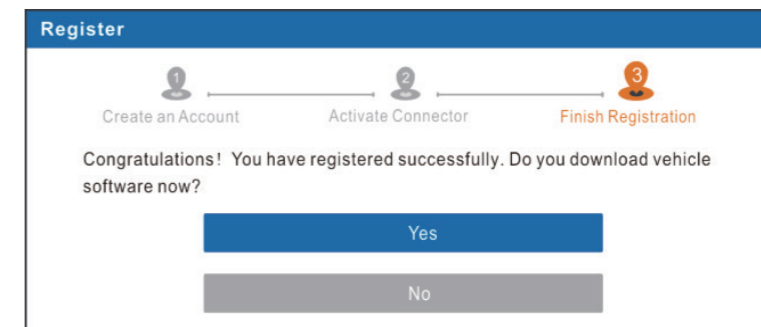 Register
1 2 3
Create an Account Activate Connector Finish Registration
Congratulations! You have registered successfully. Do you download vehicle
software now?
Yes
No